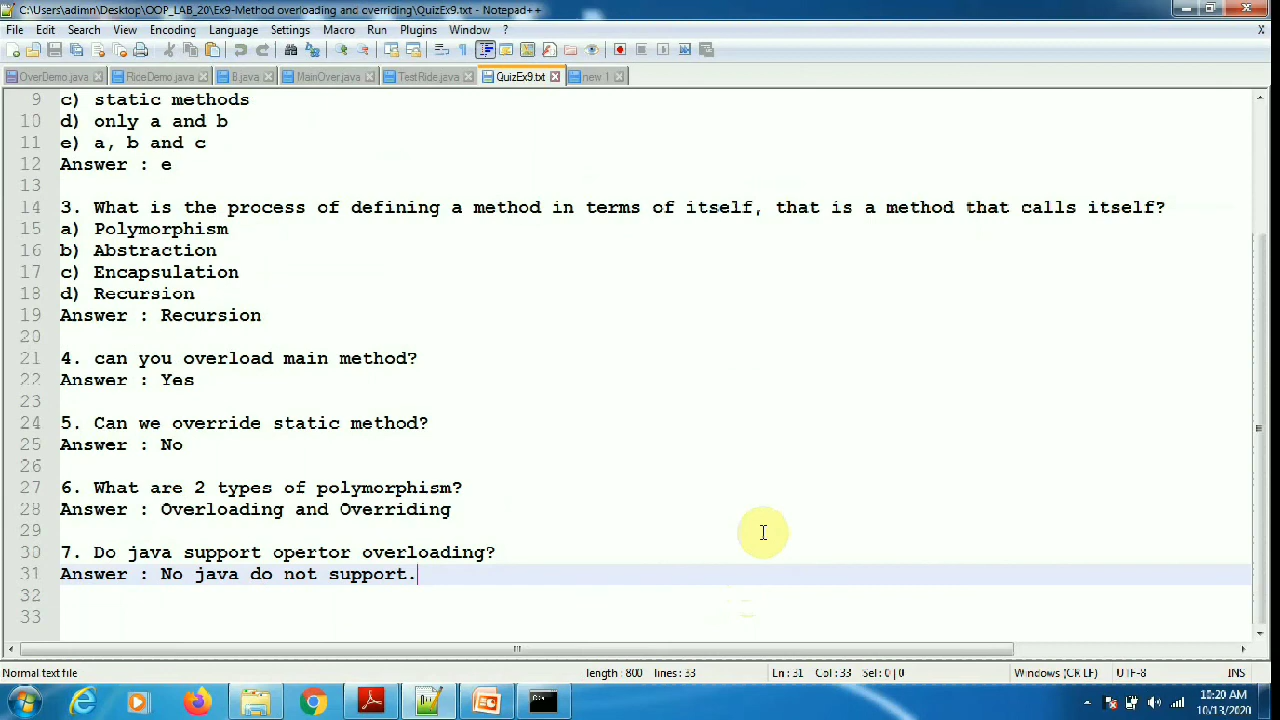 C:\Users\adimn\Desktop\OOP_LAB_20\Ex9-Method overloading and overriding\QuizEx9.txt - Notepad++
File Edit Search View Encoding Language Settings Macro Run Plugins Window ? X
OverDemo.java RiceDemo.java B.java MainOver.java TestRide.java QuizEx9.txt new 1
9 c) static methods
10 d) only a and b
11 e) a, b and c
12 Answer : e
13
14 3. What is the process of defining a method in terms of itself, that is a method that calls itself?
15 a) Polymorphism
16 b) Abstraction
17 c) Encapsulation
18 d) Recursion
19 Answer : Recursion
20
21 4. can you overload main method?
22 Answer : Yes
23
24 5. Can we override static method?
25 Answer : No
26
27 6. What are 2 types of polymorphism?
28 Answer : Overloading and Overriding
29
30 7. Do java support opertor overloading?
31 Answer : No java do not support.
32
33
Normal text file length : 800 lines : 33 Ln : 31 Col : 33 Sel : 0 | 0 Windows (CR LF) UTF-8 INS
10:20 AM
10/13/2020